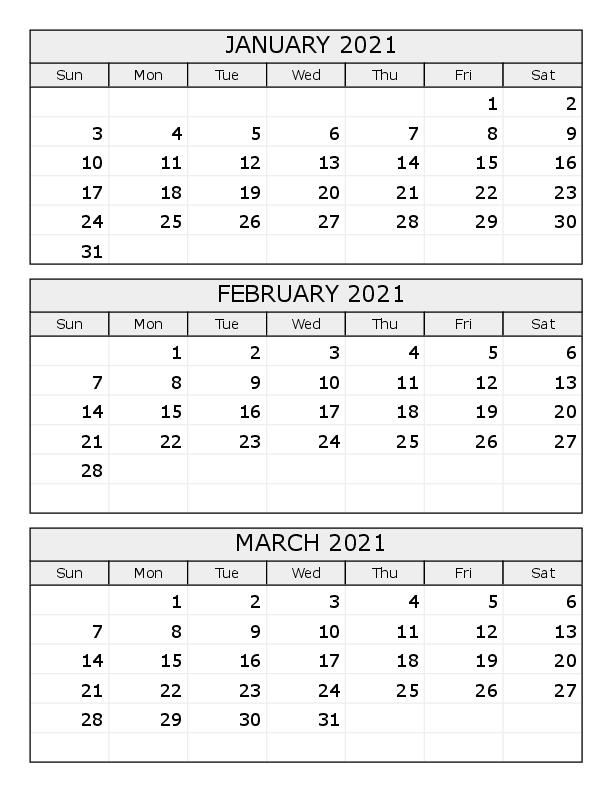 JANUARY 2021
Sun Mon Tue Wed Thu Fri Sat
1 2
3 4 5 6 7 8 9
10 11 12 13 14 15 16
17 18 19 20 21 22 23
24 25 26 27 28 29 30
31
FEBRUARY 2021
Sun Mon Tue Wed Thu Fri Sat
1 2 3 4 5 6
7 8 9 10 11 12 13
14 15 16 17 18 19 20
21 22 23 24 25 26 27
28
MARCH 2021
Sun Mon Tue Wed Thu Fri Sat
1 2 3 4 5 6
7 8 9 10 11 12 13
14 15 16 17 18 19 20
21 22 23 24 25 26 27
28 29 30 31